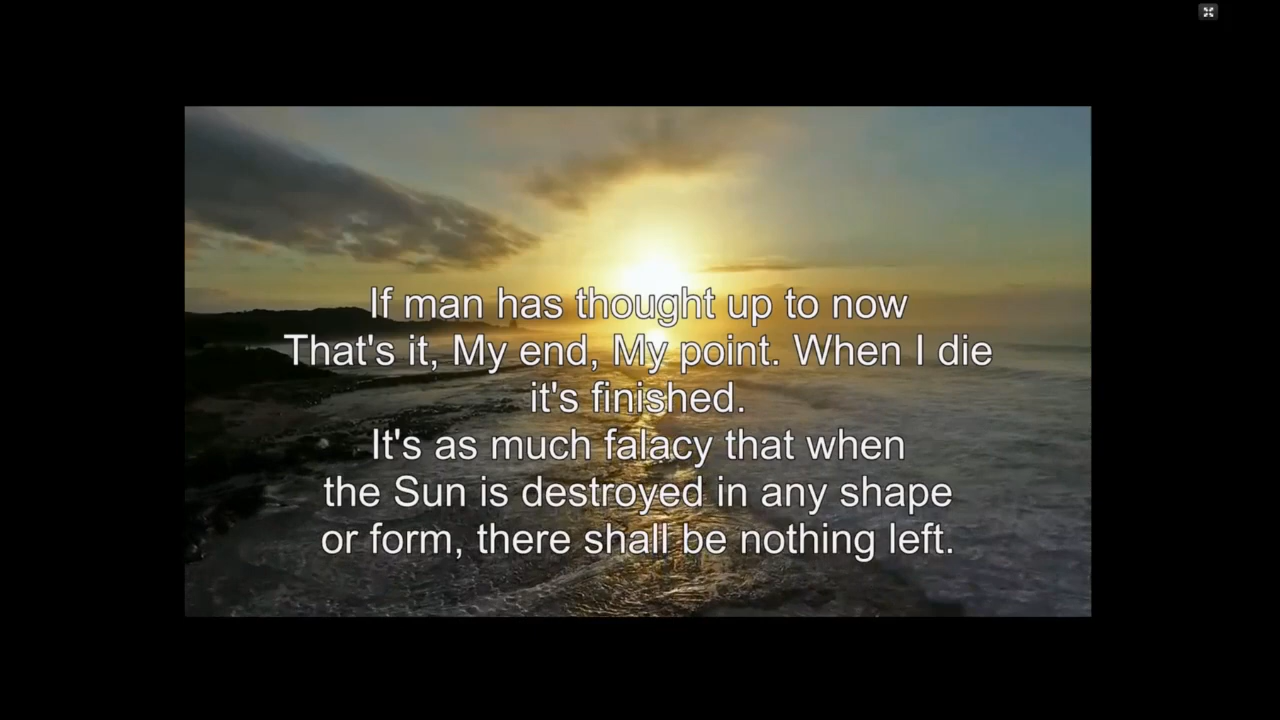 If man has thought up to now
That's it, My end, My point. When I die
it's finished.
It's as much falacy that when
the Sun is destroyed in any shape
or form, there shall be nothing left.